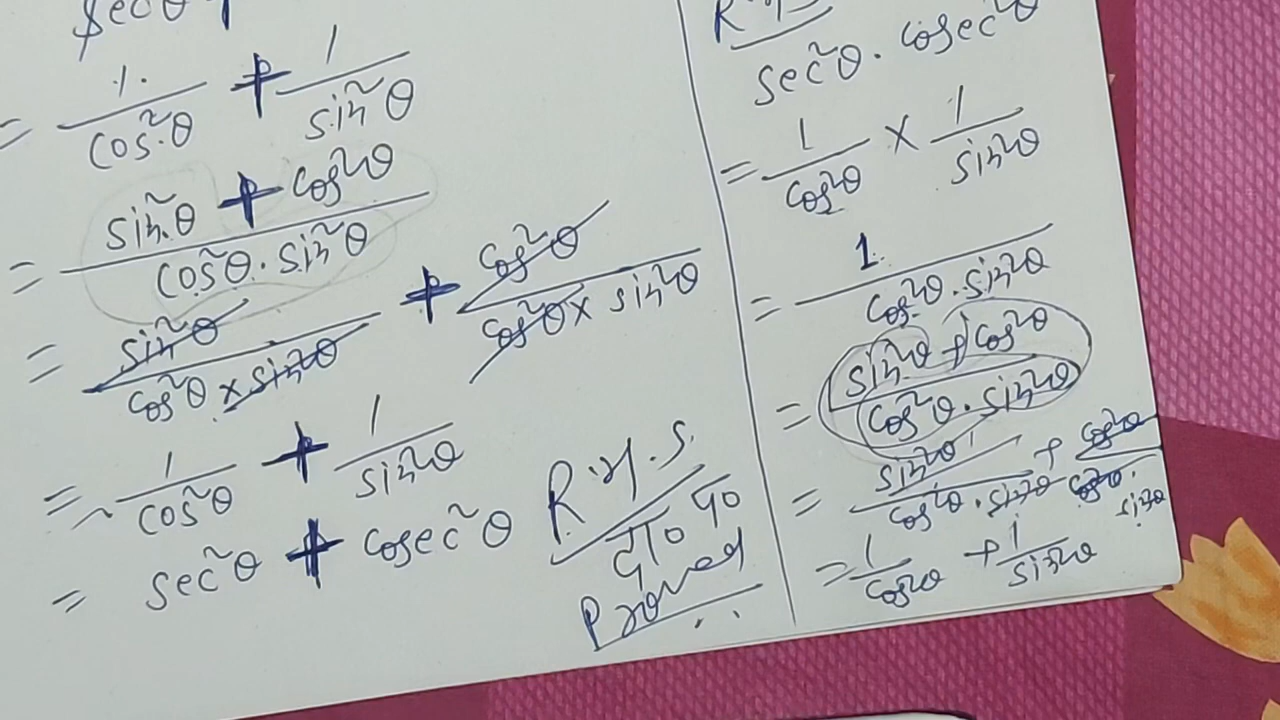 sec²θ +
= 1/cos²θ + 1/sin²θ
= (sin²θ + cos²θ)/(cos²θ · sin²θ)
= sin²θ/(cos²θ × sin²θ) + cos²θ/(cos²θ × sin²θ)
= 1/cos²θ + 1/sin²θ
= sec²θ + cosec²θ
R.H.S.
Proved
R.H.S
sec²θ · cosec²θ
= 1/cos²θ × 1/sin²θ
= 1/(cos²θ · sin²θ)
= (sin²θ + cos²θ)/(cos²θ · sin²θ)
= sin²θ/(cos²θ · sin²θ) + cos²θ/(cos²θ · sin²θ)
= 1/cos²θ + 1/sin²θ